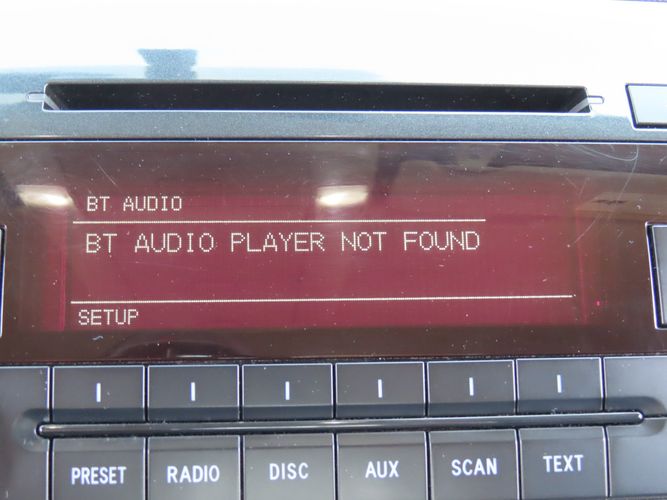 BT AUDIO
BT AUDIO PLAYER NOT FOUND
SETUP
PRESET RADIO DISC AUX SCAN TEXT